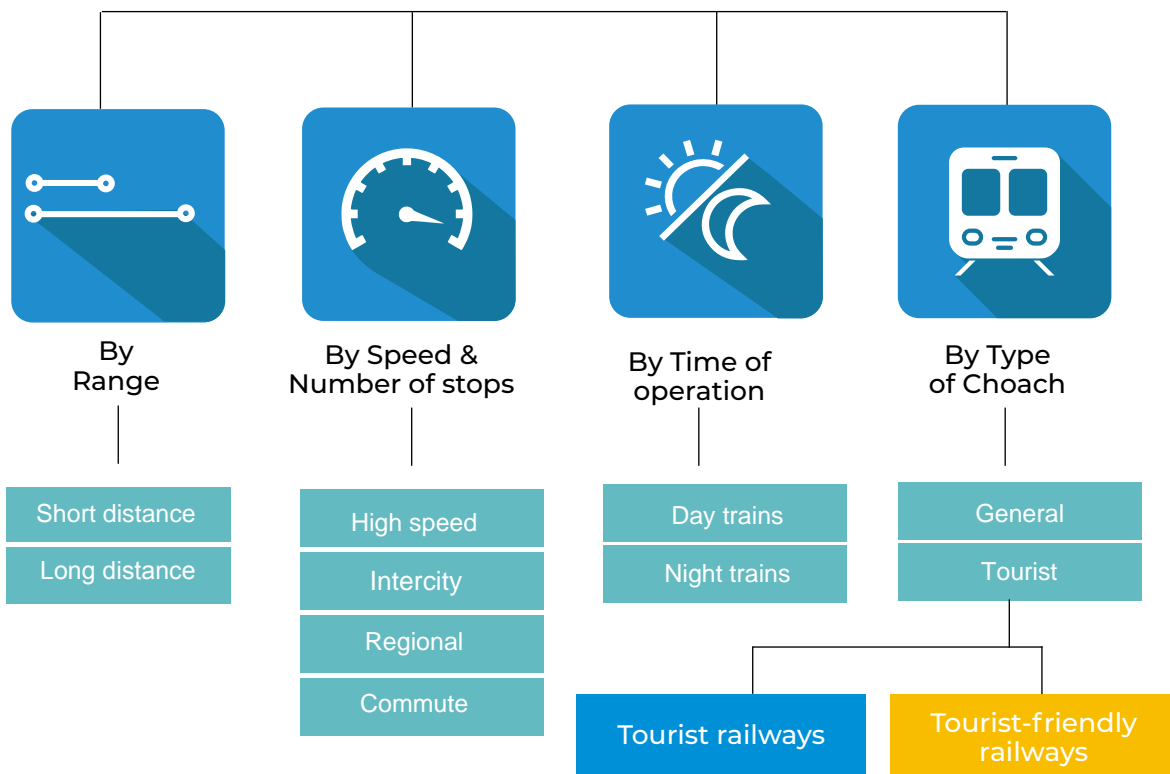 By
Range
By Speed &
Number of stops
By Time of
operation
By Type
of Choach
Short distance
Long distance
High speed
Intercity
Regional
Commute
Day trains
Night trains
General
Tourist
Tourist railways
Tourist-friendly
railways